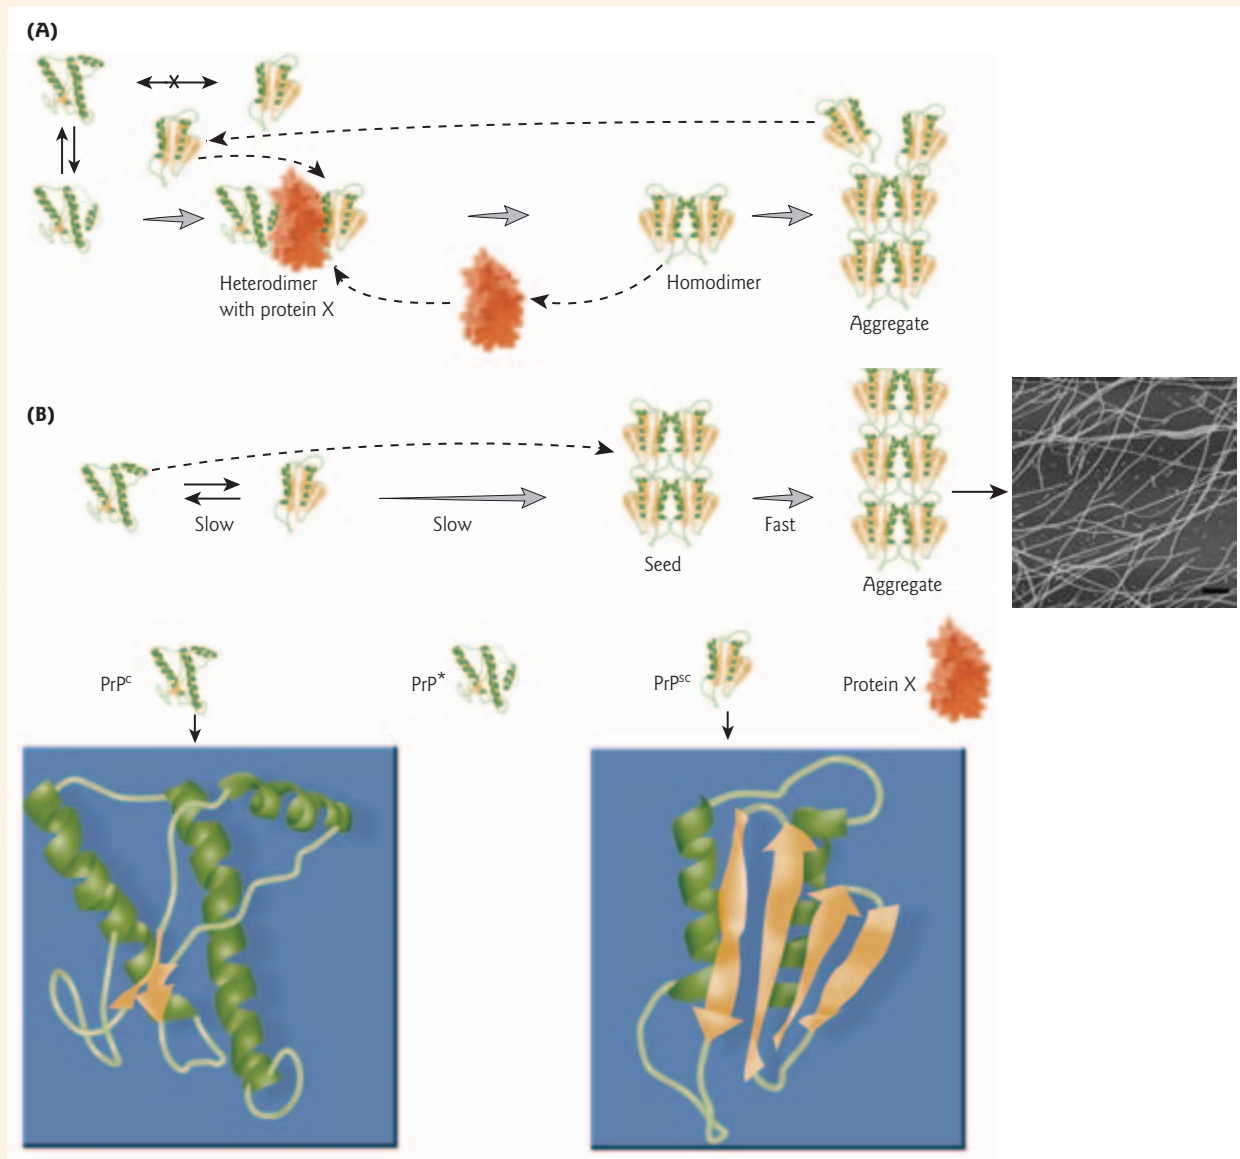 (A)
Heterodimer
with protein X
Homodimer
Aggregate
(B)
Slow
Slow
Seed
Fast
Aggregate
PrPᶜ
PrP*
PrPˢᶜ
Protein X